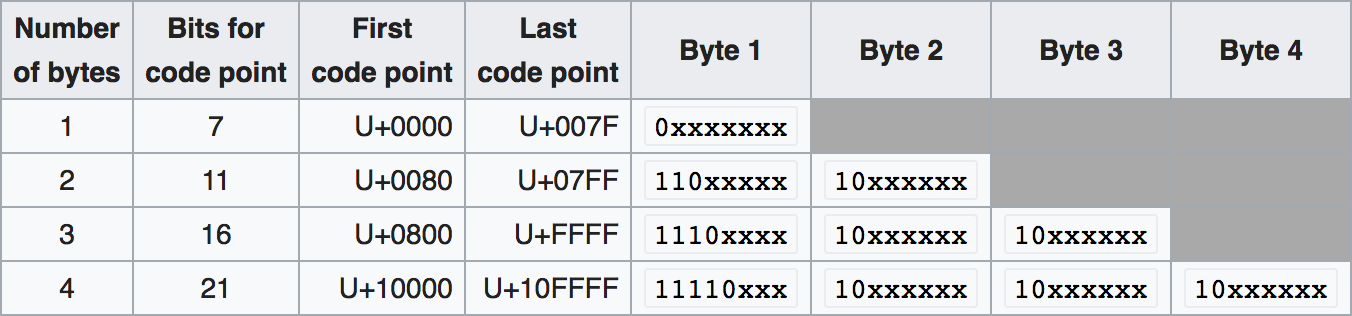 Number of bytes Bits for code point First code point Last code point Byte 1 Byte 2 Byte 3 Byte 4
1 7 U+0000 U+007F 0xxxxxxx
2 11 U+0080 U+07FF 110xxxxx 10xxxxxx
3 16 U+0800 U+FFFF 1110xxxx 10xxxxxx 10xxxxxx
4 21 U+10000 U+10FFFF 11110xxx 10xxxxxx 10xxxxxx 10xxxxxx